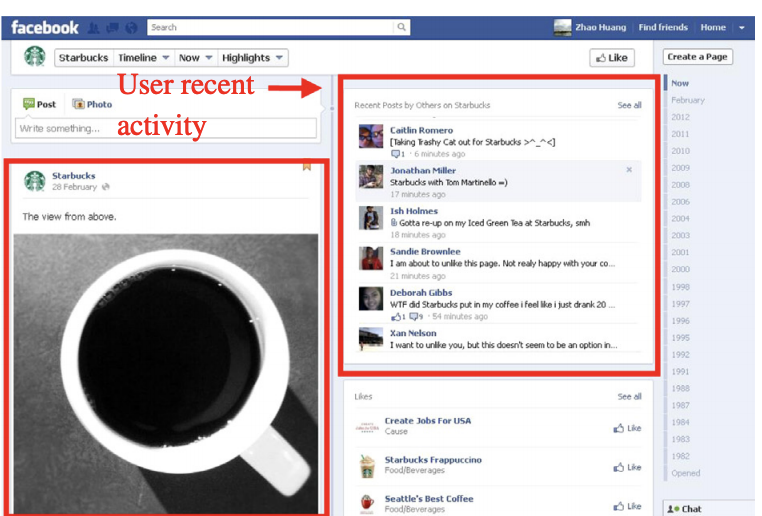 facebook
Search
Zhao Huang
Find friends
Home
Starbucks
Timeline
Now
Highlights
Like
Create a Page
User recent
activity
Post
Photo
Write something...
Starbucks
28 February
The view from above.
Recent Posts by Others on Starbucks
See all
Caitlin Romero
[Taking Trashy Cat out for Starbucks >^_^<]
1 · 6 minutes ago
Jonathan Miller
Starbucks with Tom Martinello =)
17 minutes ago
Ish Holmes
Gotta re-up on my Iced Green Tea at Starbucks, smh
18 minutes ago
Sandie Brownlee
I am about to unlike this page. Not realy happy with your co...
21 minutes ago
Deborah Gibbs
WTF did Starbucks put in my coffee i feel like i just drank 20 ...
1 9 · 54 minutes ago
Xan Nelson
I want to unlike you, but this doesn't seem to be an option in...
Likes
See all
Create Jobs For USA
Cause
Like
Starbucks Frappuccino
Food/Beverages
Like
Seattle's Best Coffee
Food/Beverages
Like
Now
February
2012
2011
2010
2009
2008
2006
2004
2003
2001
2000
1998
1997
1996
1995
1992
1991
1988
1987
1984
1983
1982
Opened
Chat